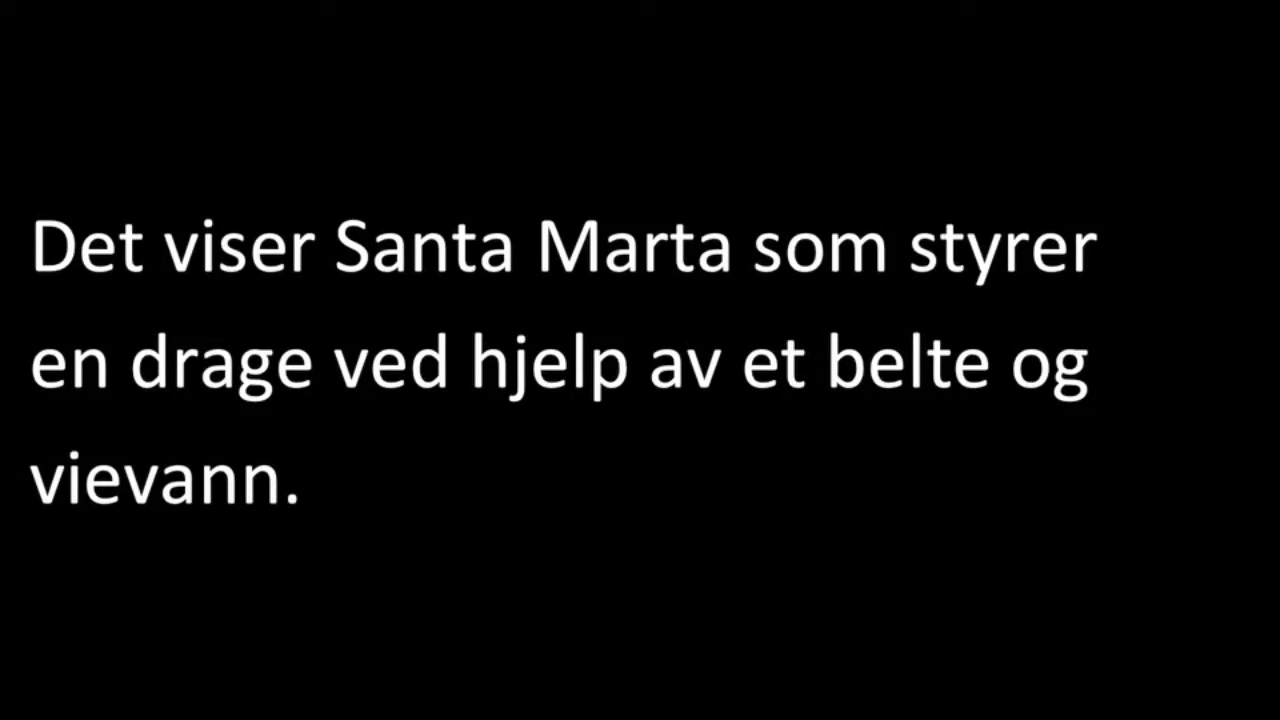 Det viser Santa Marta som styrer
en drage ved hjelp av et belte og
vievann.